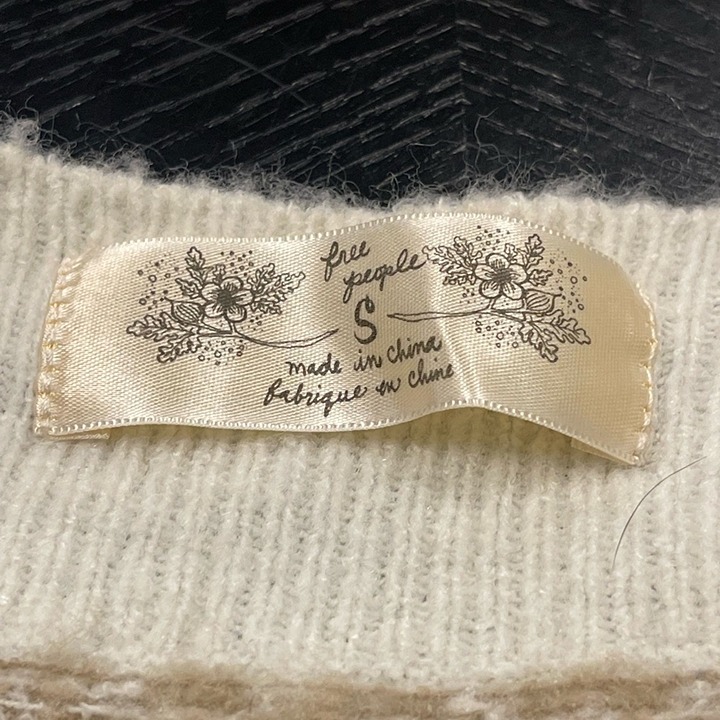 free
people
S
made in china
fabrique en chine